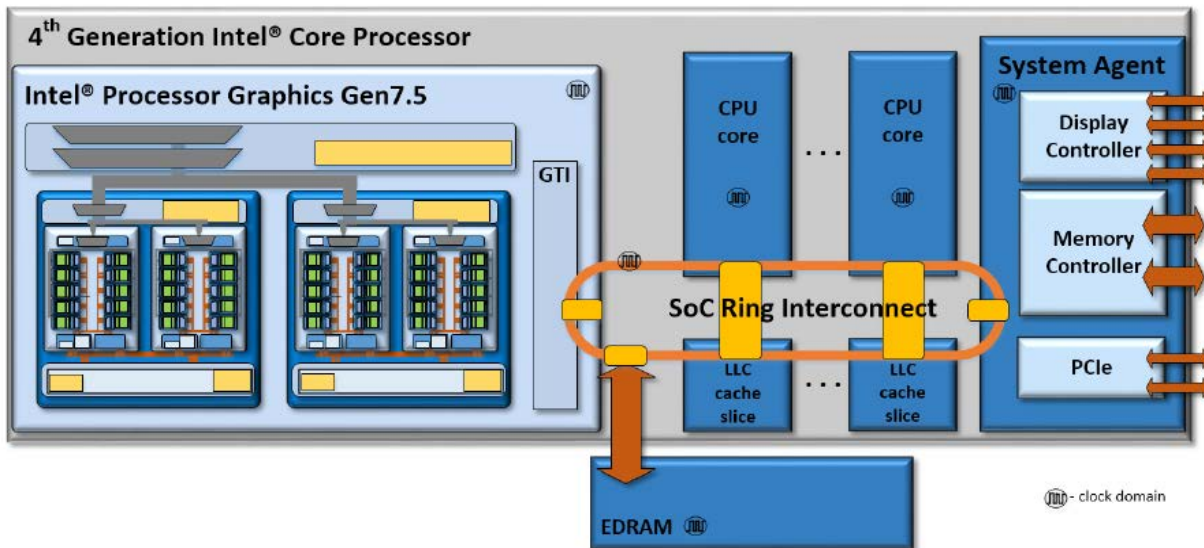 4th Generation Intel® Core Processor
Intel® Processor Graphics Gen7.5
GTI
CPU
core
...
CPU
core
System Agent
Display
Controller
Memory
Controller
PCIe
SoC Ring Interconnect
LLC
cache
slice
...
LLC
cache
slice
EDRAM
- clock domain